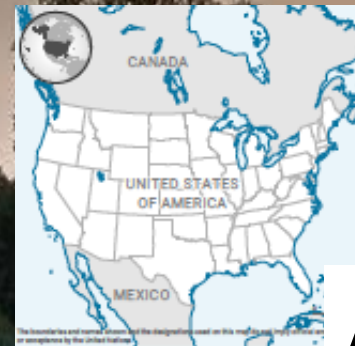 CANADA
UNITED STATES
OF AMERICA
MEXICO
The boundaries and names shown and the designations used on this map do not imply official
or acceptance by the United Nations.